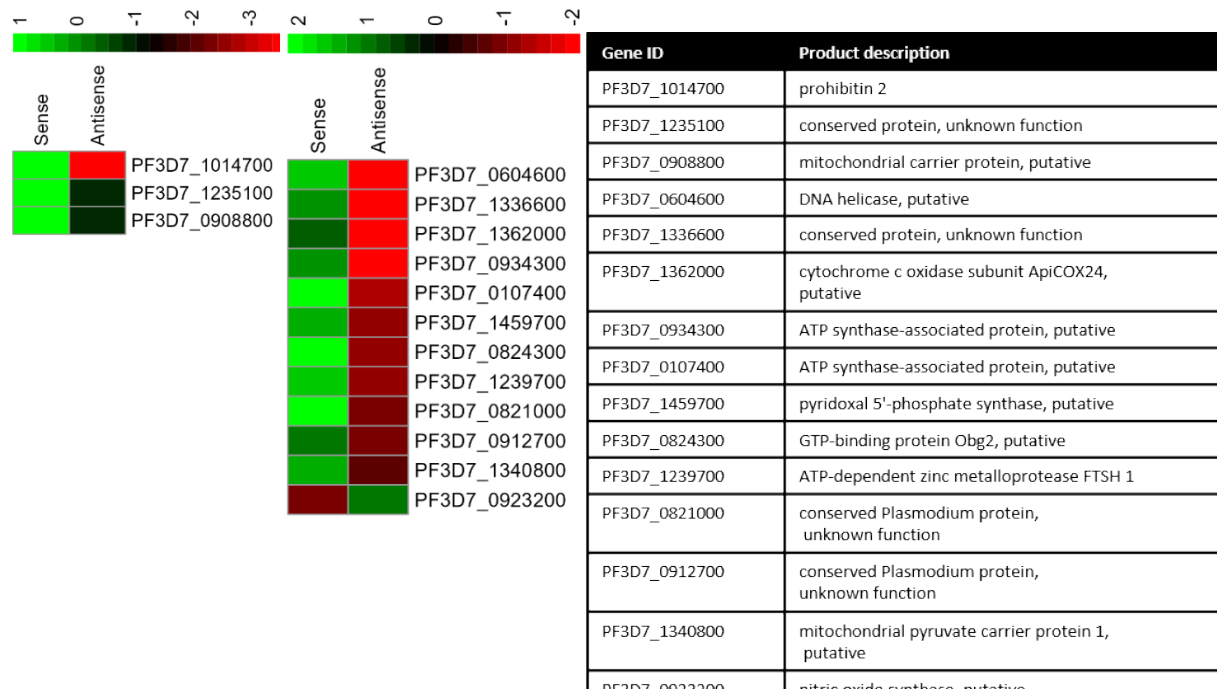 1 0 -1 -2 -3
2 1 0 -1 -2
Sense Antisense
PF3D7_1014700
PF3D7_1235100
PF3D7_0908800
Sense Antisense
PF3D7_0604600
PF3D7_1336600
PF3D7_1362000
PF3D7_0934300
PF3D7_0107400
PF3D7_1459700
PF3D7_0824300
PF3D7_1239700
PF3D7_0821000
PF3D7_0912700
PF3D7_1340800
PF3D7_0923200
Gene ID Product description
PF3D7_1014700 prohibitin 2
PF3D7_1235100 conserved protein, unknown function
PF3D7_0908800 mitochondrial carrier protein, putative
PF3D7_0604600 DNA helicase, putative
PF3D7_1336600 conserved protein, unknown function
PF3D7_1362000 cytochrome c oxidase subunit ApiCOX24,
putative
PF3D7_0934300 ATP synthase-associated protein, putative
PF3D7_0107400 ATP synthase-associated protein, putative
PF3D7_1459700 pyridoxal 5'-phosphate synthase, putative
PF3D7_0824300 GTP-binding protein Obg2, putative
PF3D7_1239700 ATP-dependent zinc metalloprotease FTSH 1
PF3D7_0821000 conserved Plasmodium protein,
unknown function
PF3D7_0912700 conserved Plasmodium protein,
unknown function
PF3D7_1340800 mitochondrial pyruvate carrier protein 1,
putative
PF3D7_0923200 nitric oxide synthase, putative